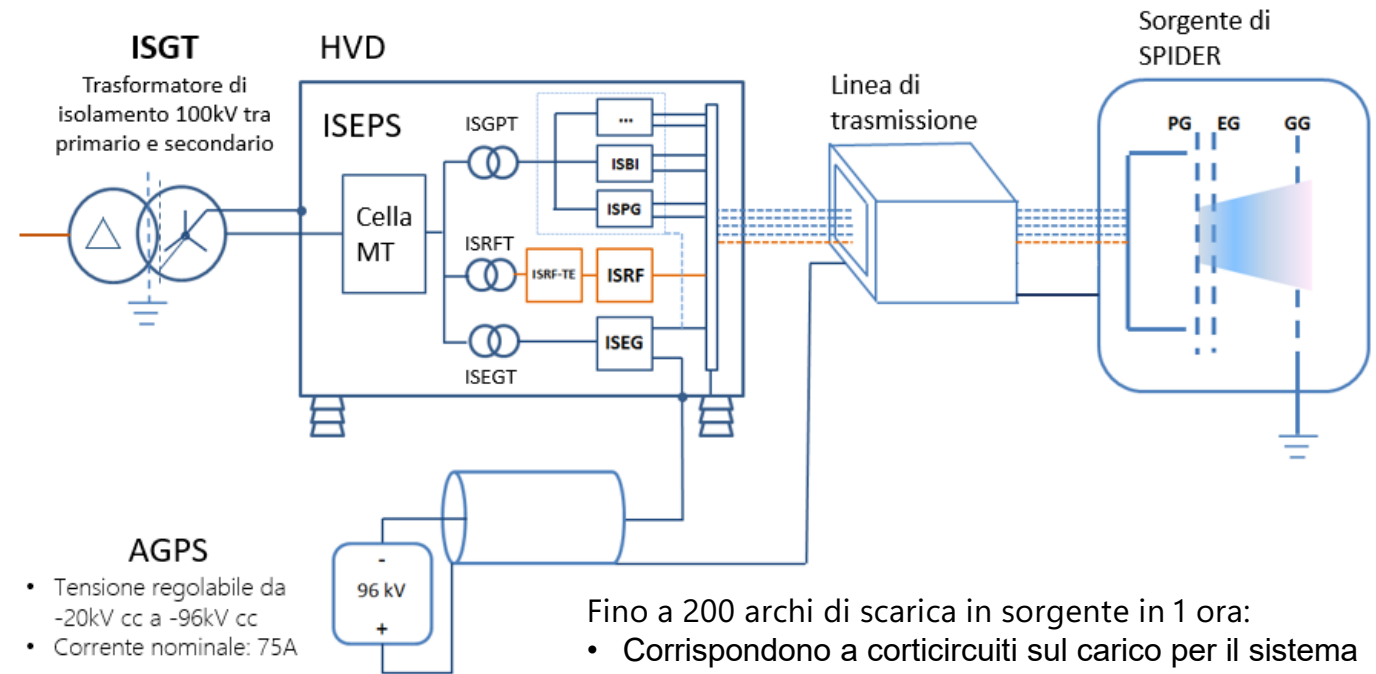 ISGT
Trasformatore di
isolamento 100kV tra
primario e secondario
HVD
ISEPS
Cella
MT
ISGPT
...
ISBI
ISPG
ISRFT
ISRF-TE
ISRF
ISEG
ISEGT
Linea di
trasmissione
Sorgente di
SPIDER
PG
EG
GG
AGPS
• Tensione regolabile da
-20kV cc a -96kV cc
• Corrente nominale: 75A
-
96 kV
+
Fino a 200 archi di scarica in sorgente in 1 ora:
• Corrispondono a corticircuiti sul carico per il sistema